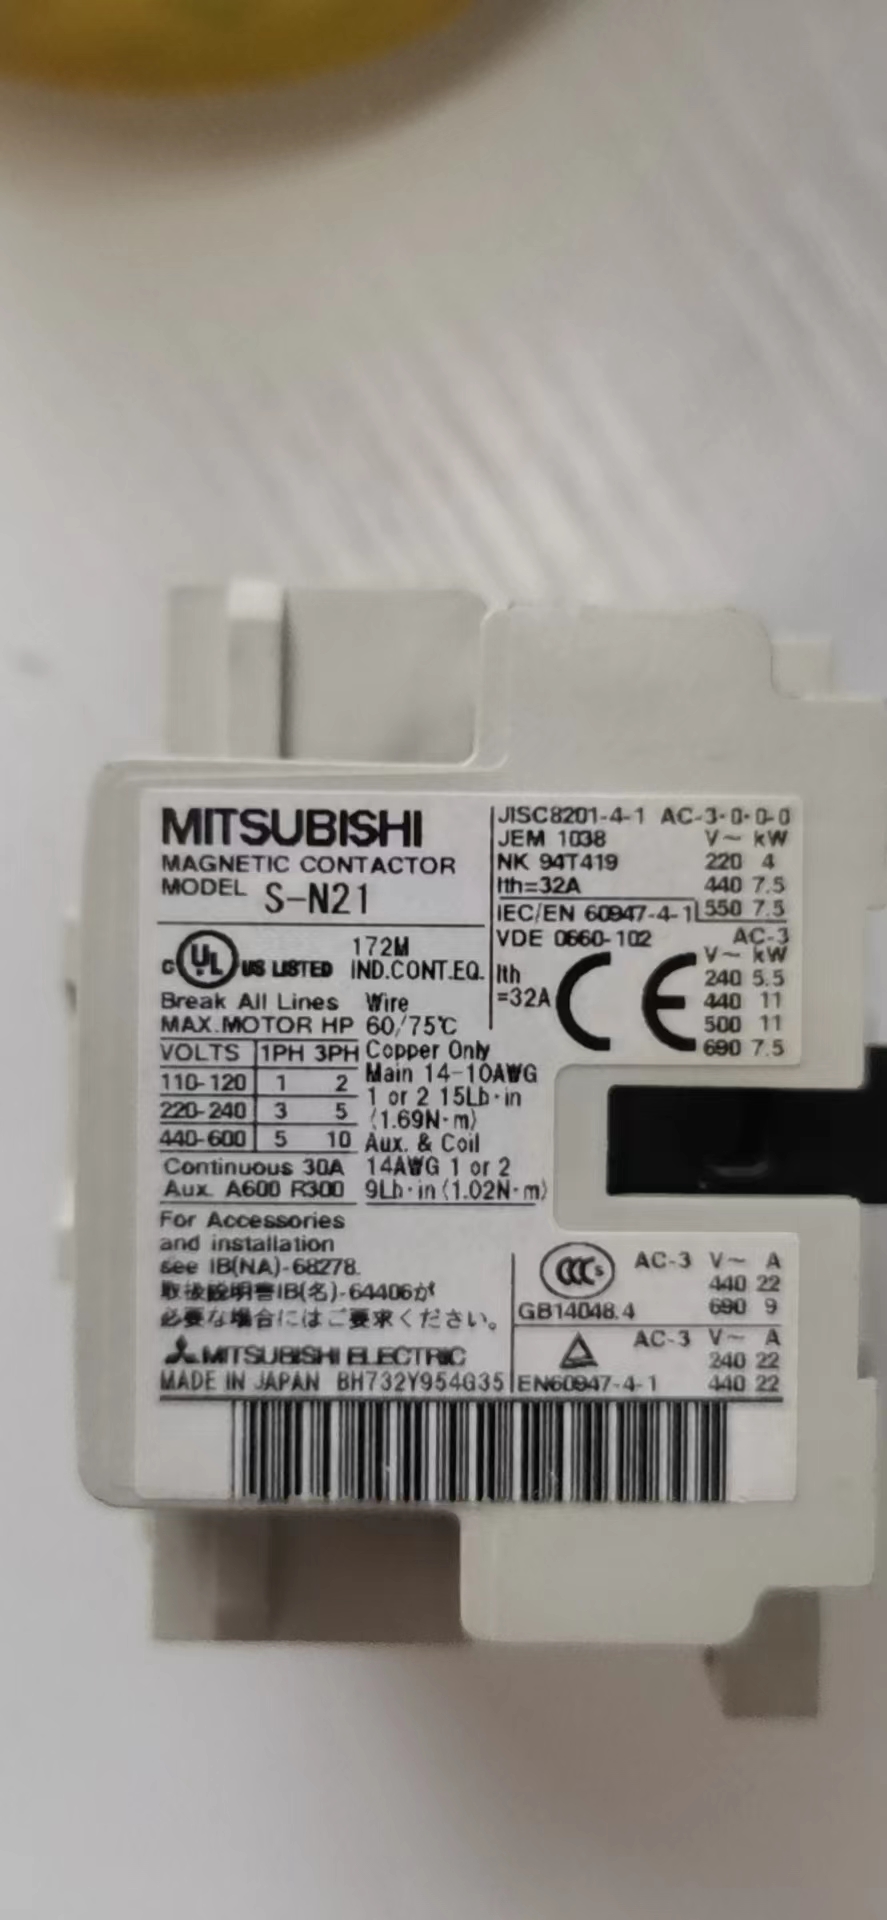 MITSUBISHI
MAGNETIC CONTACTOR
MODEL S-N21
JISC8201-4-1 AC-3-0-0-0
JEM 1038 V~ kW
NK 94T419 220 4
Ith=32A 440 7.5
IEC/EN 60947-4-1 550 7.5
VDE 0660-102 AC-3
V~ kW
Ith 240 5.5
=32A 440 11
500 11
690 7.5
CE
C UL US LISTED 172M
IND.CONT.EQ.
Break All Lines Wire
MAX.MOTOR HP 60/75℃
VOLTS 1PH 3PH Copper Only
110-120 1 2 Main 14-10AWG
220-240 3 5 1 or 2 15Lb·in
(1.69N·m)
440-600 5 10 Aux. & Coil
Continuous 30A 14AWG 1 or 2
Aux. A600 R300 9Lb·in(1.02N·m)
For Accessories
and installation
see IB(NA)-68278.
取扱説明書IB(名)-64406が
必要な場合にはご要求ください。
MITSUBISHI ELECTRIC
MADE IN JAPAN BH732Y954G35
CCC S AC-3 V~ A
440 22
GB14048.4 690 9
AC-3 V~ A
240 22
EN60947-4-1 440 22